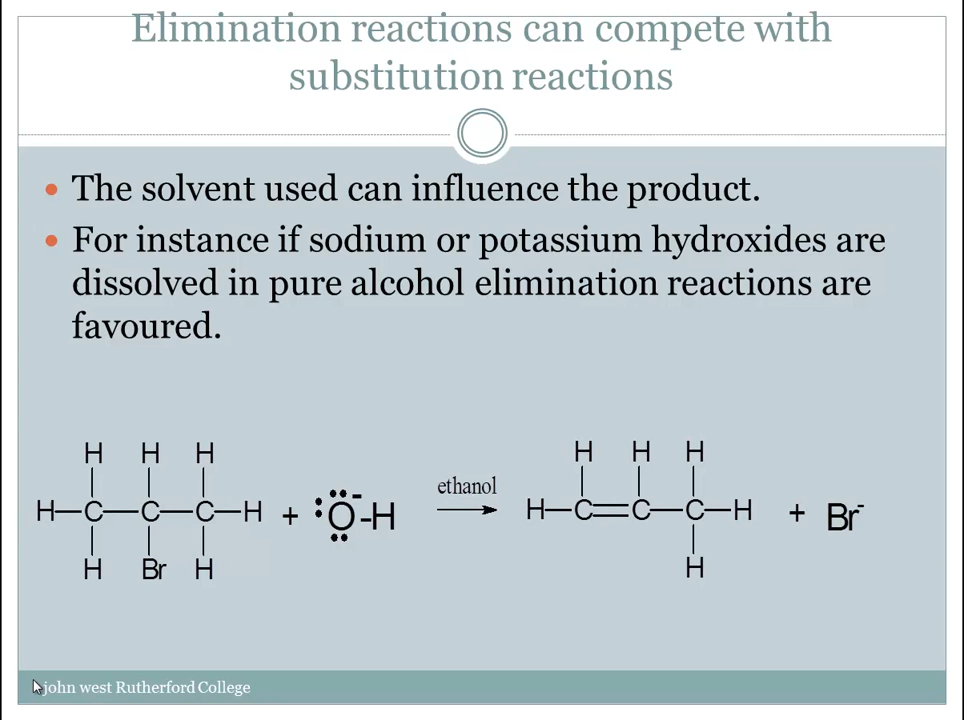 Elimination reactions can compete with
substitution reactions
• The solvent used can influence the product.
• For instance if sodium or potassium hydroxides are
dissolved in pure alcohol elimination reactions are
favoured.
H H H H H H
ethanol
H—C—C—C—H + :O-H H—C=C—C—H + Br-
H Br H H
john west Rutherford College